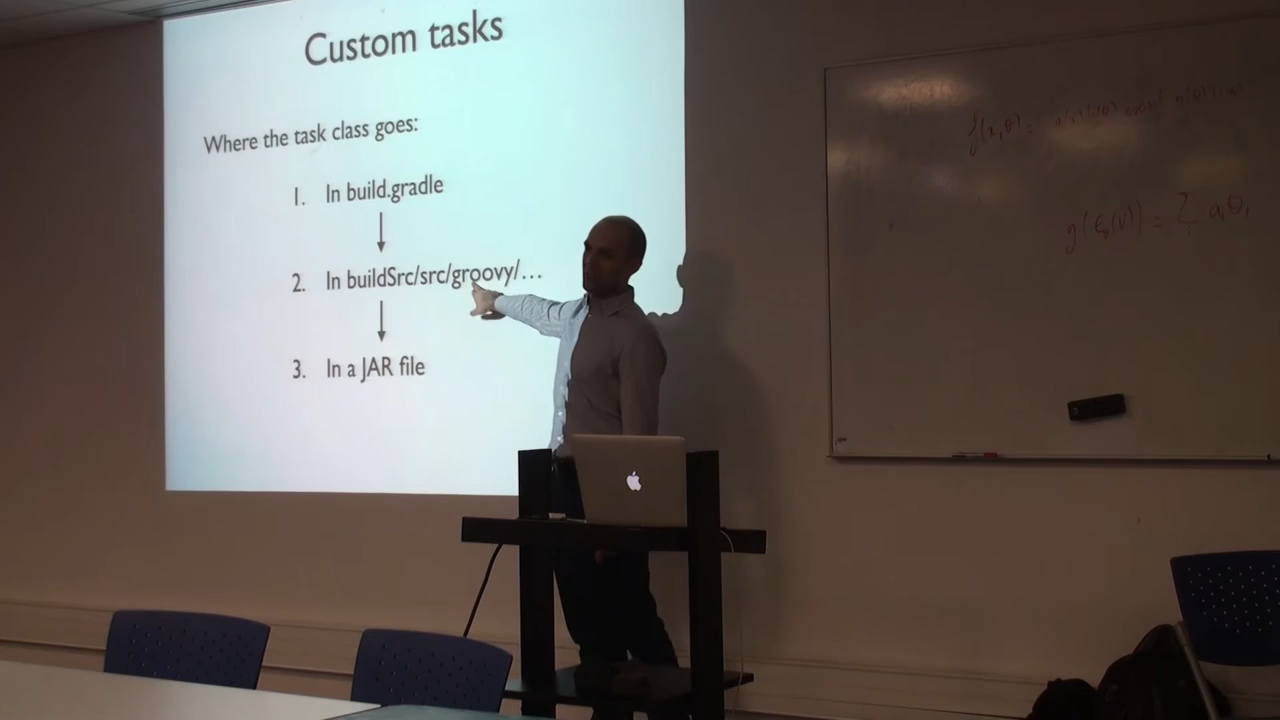 Custom tasks
Where the task class goes:
1. In build.gradle
2. In buildSrc/src/groovy/...
3. In a JAR file